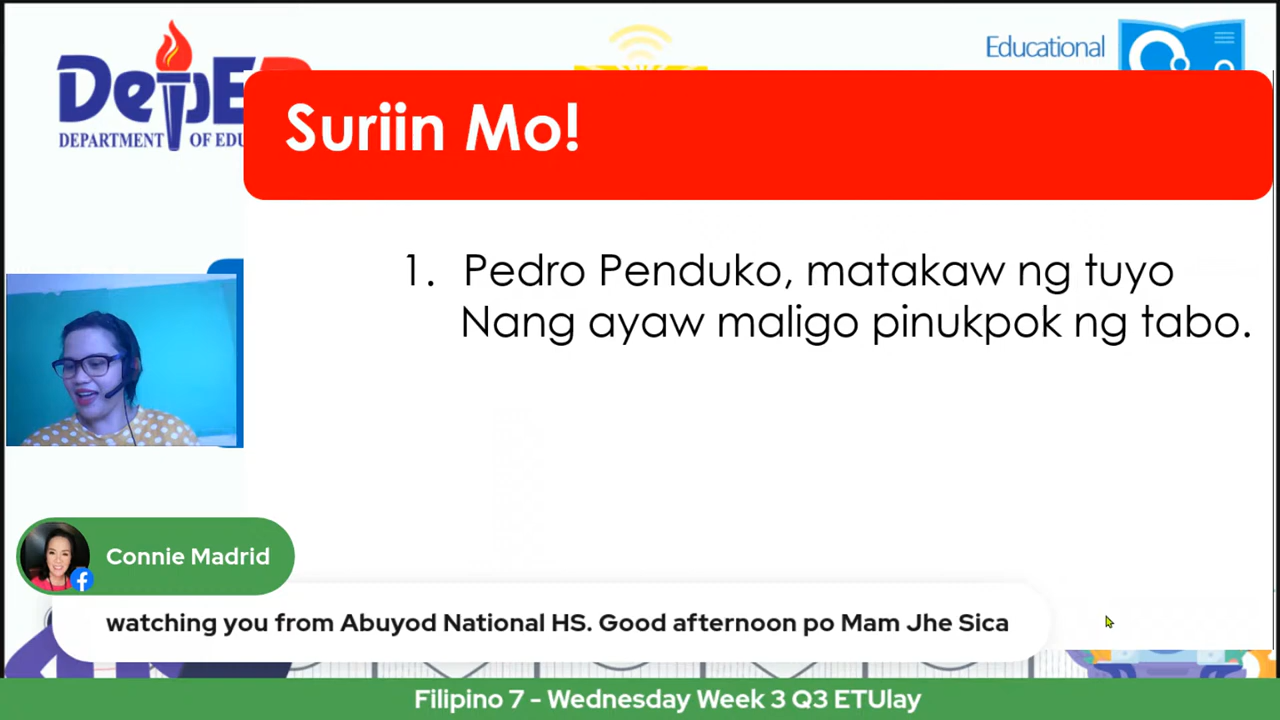 DepE
DEPARTMENT OF EDU
Educational
Suriin Mo!
1. Pedro Penduko, matakaw ng tuyo
Nang ayaw maligo pinukpok ng tabo.
Connie Madrid
watching you from Abuyod National HS. Good afternoon po Mam Jhe Sica
Filipino 7 - Wednesday Week 3 Q3 ETUlay